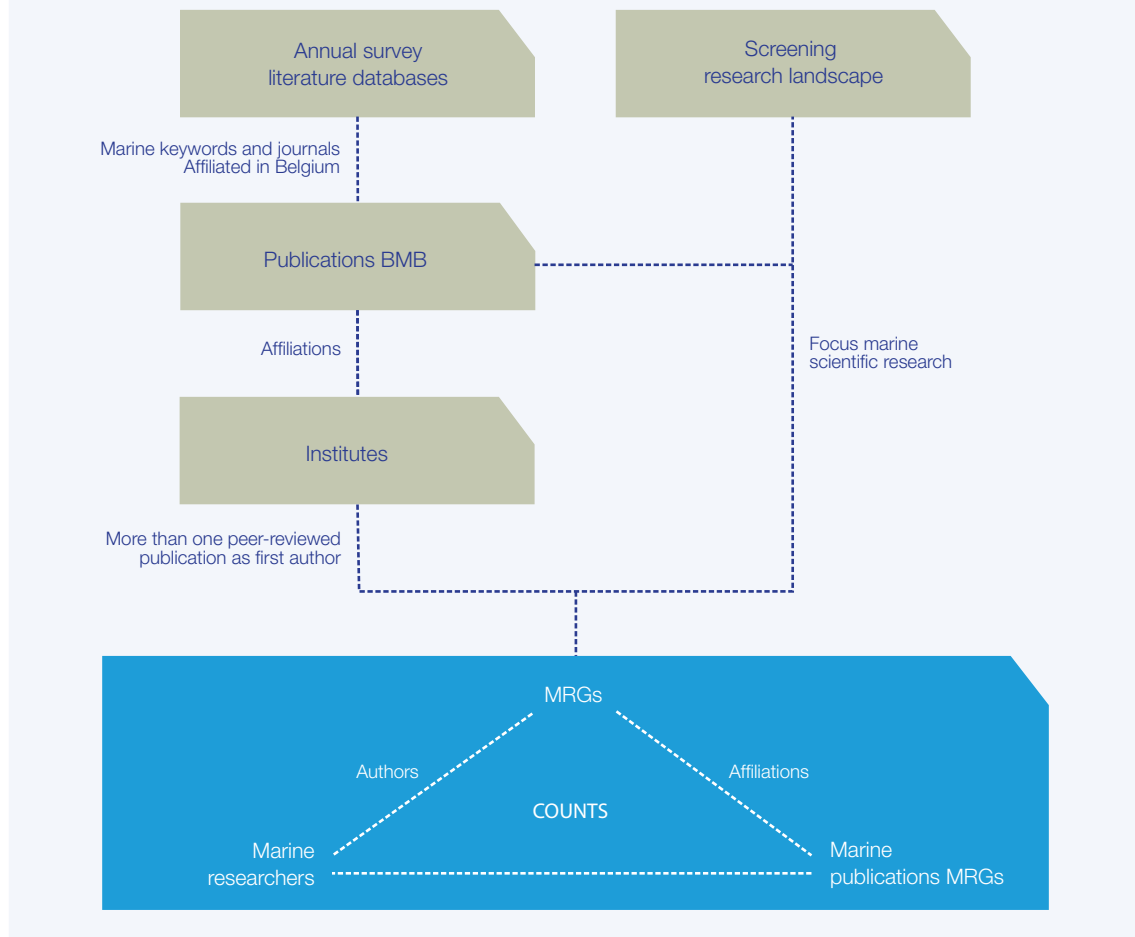 Annual survey
literature databases
Screening
research landscape
Marine keywords and journals
Affiliated in Belgium
Publications BMB
Affiliations
Focus marine
scientific research
Institutes
More than one peer-reviewed
publication as first author
MRGs
Authors
Affiliations
COUNTS
Marine
researchers
Marine
publications MRGs